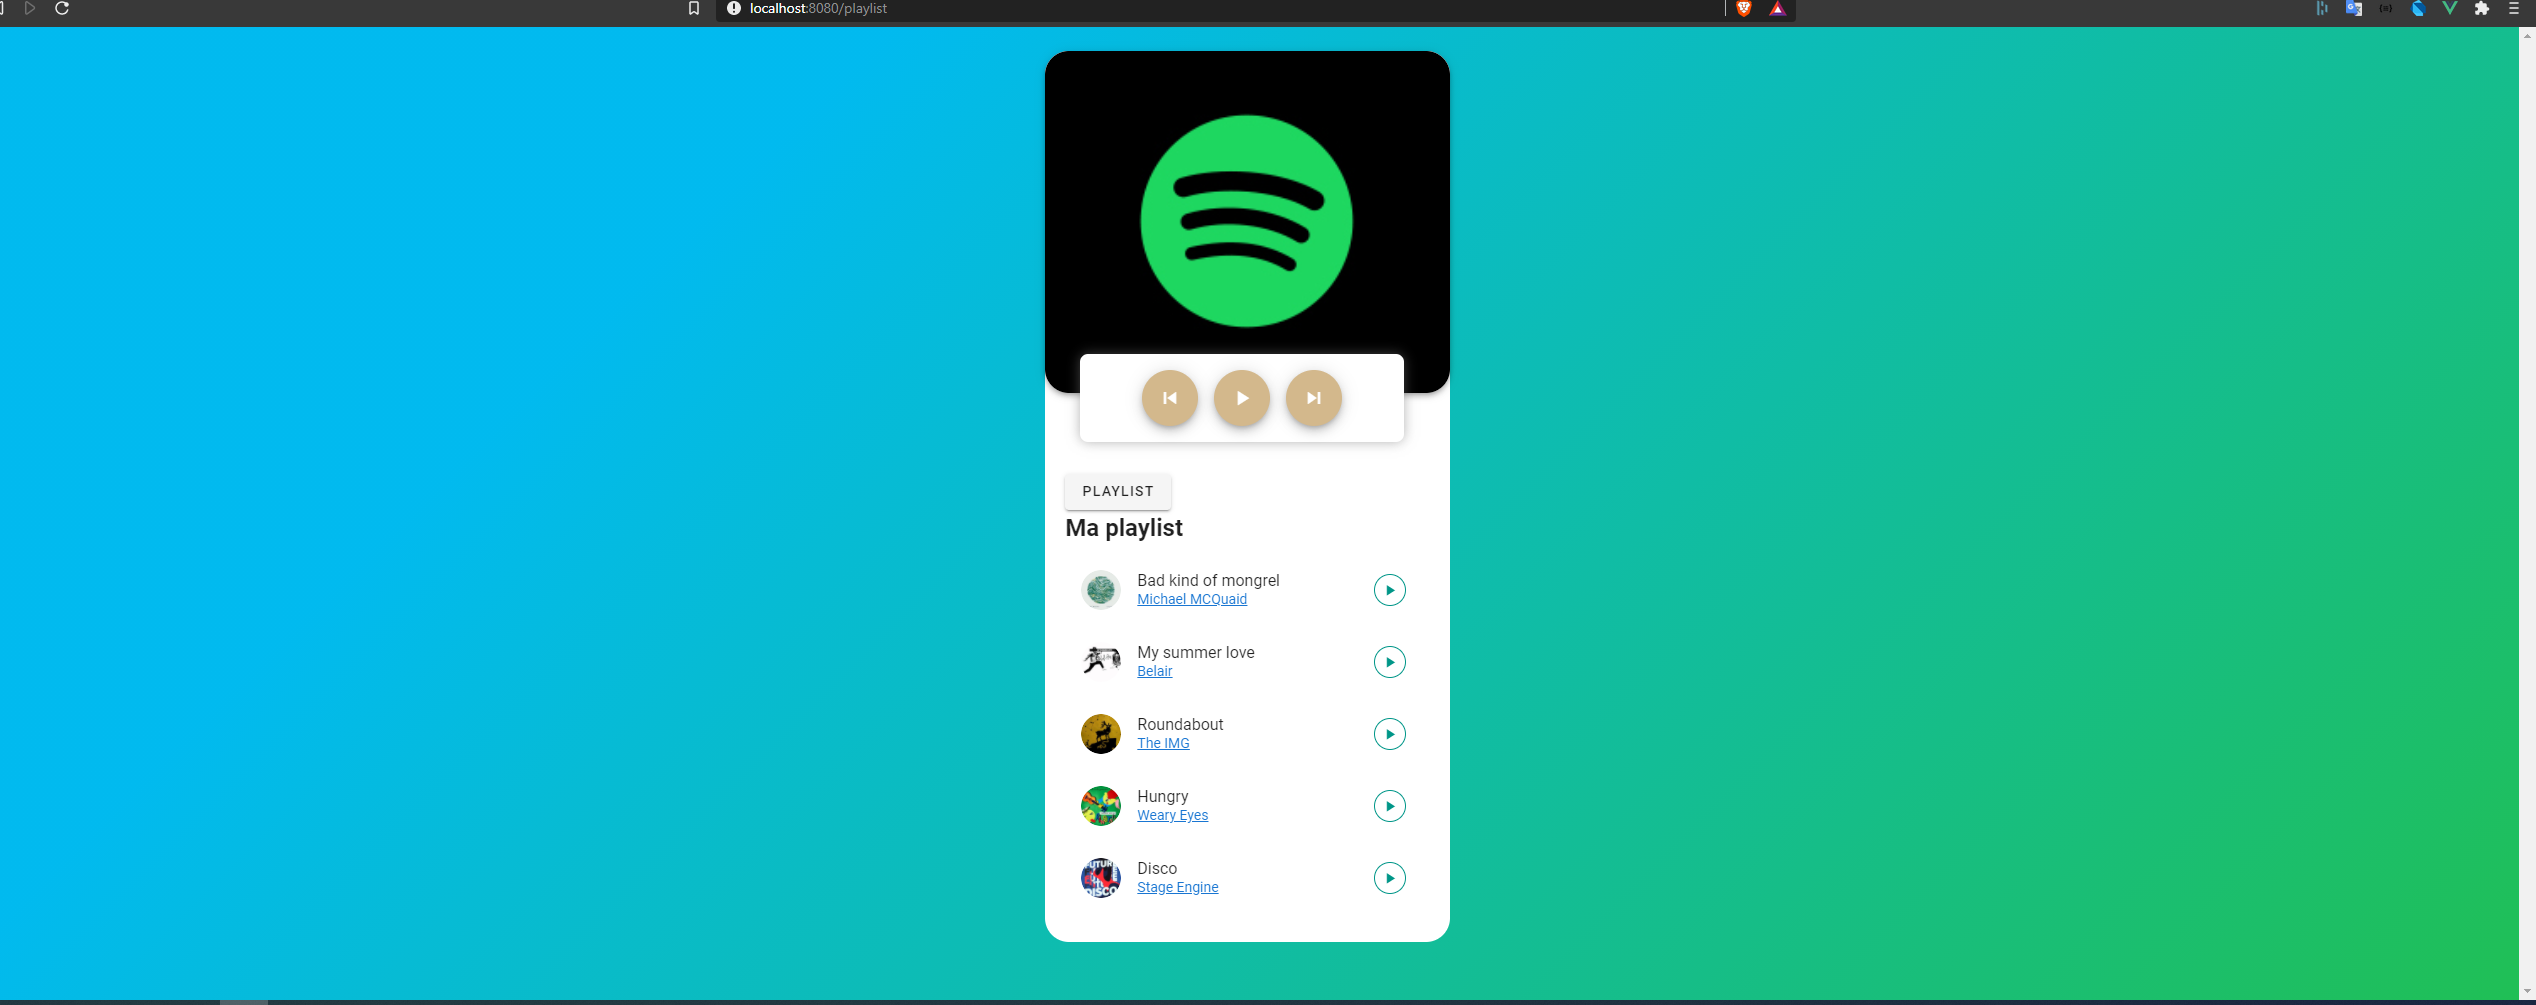 localhost:8080/playlist
PLAYLIST
Ma playlist
Bad kind of mongrel
Michael MCQuaid
My summer love
Belair
Roundabout
The IMG
Hungry
Weary Eyes
Disco
Stage Engine